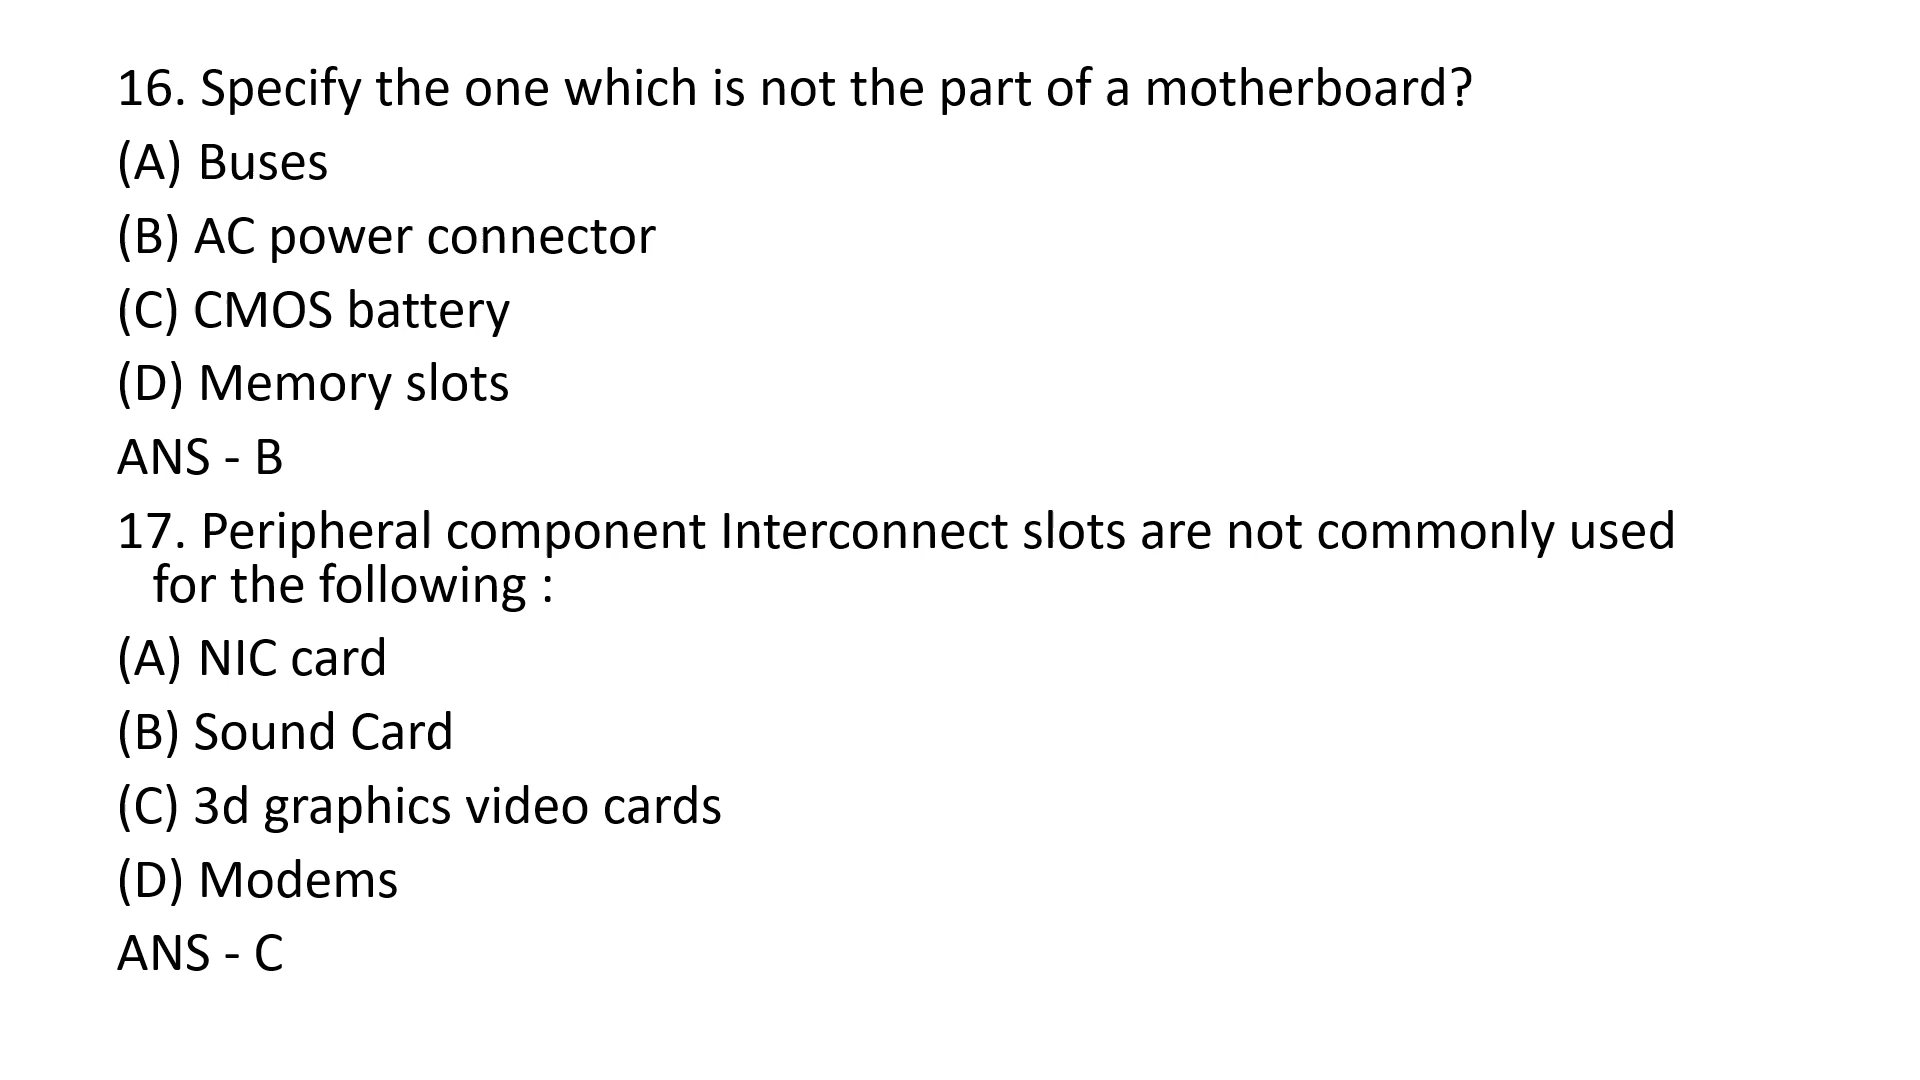 16. Specify the one which is not the part of a motherboard?
(A) Buses
(B) AC power connector
(C) CMOS battery
(D) Memory slots
ANS - B
17. Peripheral component Interconnect slots are not commonly used
for the following :
(A) NIC card
(B) Sound Card
(C) 3d graphics video cards
(D) Modems
ANS - C